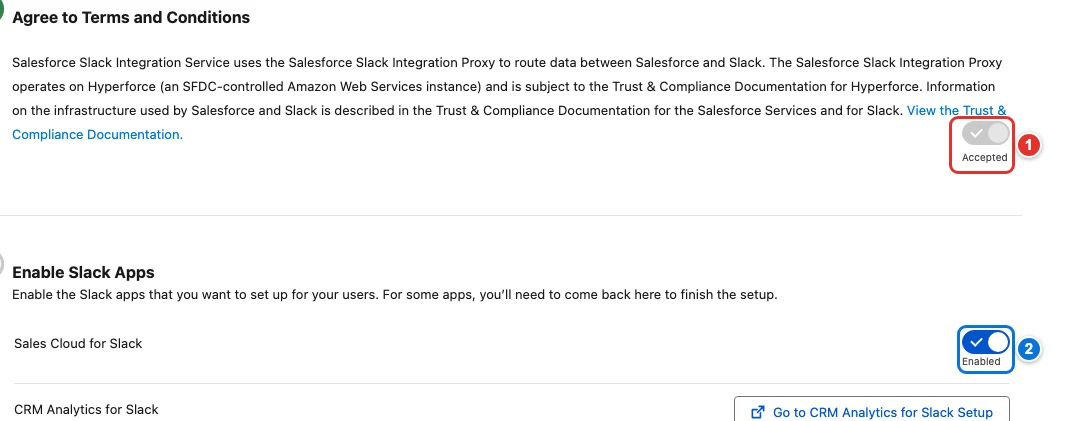 Agree to Terms and Conditions
Salesforce Slack Integration Service uses the Salesforce Slack Integration Proxy to route data between Salesforce and Slack. The Salesforce Slack Integration Proxy
operates on Hyperforce (an SFDC-controlled Amazon Web Services instance) and is subject to the Trust & Compliance Documentation for Hyperforce. Information
on the infrastructure used by Salesforce and Slack is described in the Trust & Compliance Documentation for the Salesforce Services and for Slack. View the Trust &
Compliance Documentation.
1
Accepted
Enable Slack Apps
Enable the Slack apps that you want to set up for your users. For some apps, you’ll need to come back here to finish the setup.
Sales Cloud for Slack
2
Enabled
CRM Analytics for Slack
Go to CRM Analytics for Slack Setup